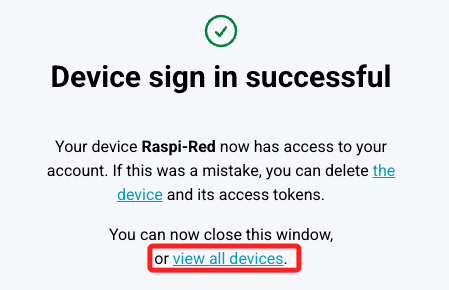 Device sign in successful
Your device Raspi-Red now has access to your
account. If this was a mistake, you can delete the
device and its access tokens.
You can now close this window,
or view all devices.